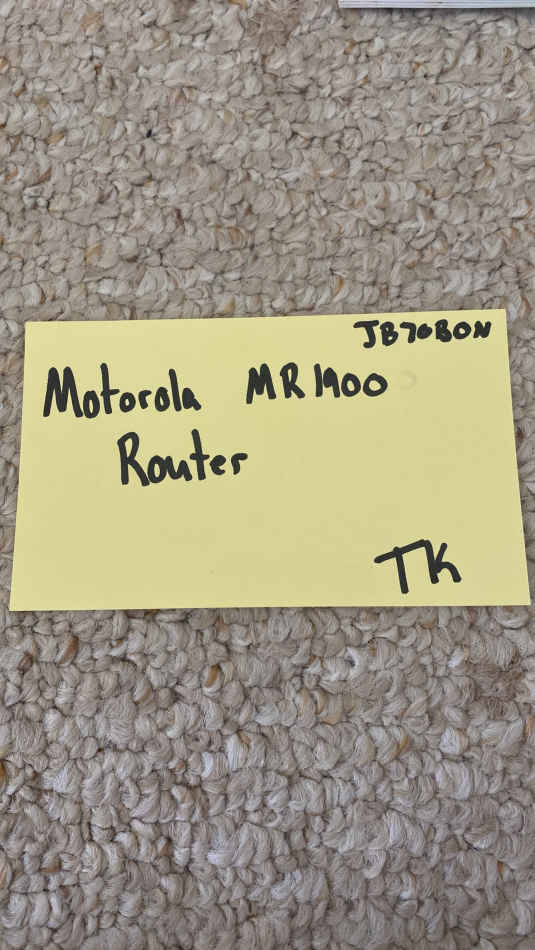 JB70BON
Motorola MR1900
Router
TK